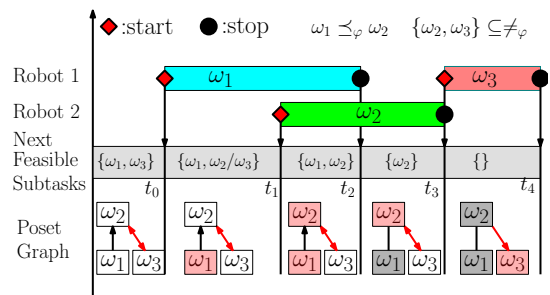 :start :stop ω₁ ⪯φ ω₂ {ω₂, ω₃} ⊆≠φ
Robot 1 ω₁ ω₃
Robot 2 ω₂
Next
Feasible {ω₁, ω₃} {ω₁, ω₂/ω₃} {ω₁, ω₂} {ω₂} {}
Subtasks t₀ t₁ t₂ t₃ t₄
Poset
Graph
ω₂ ω₂ ω₂ ω₂ ω₂
ω₁ ω₃ ω₁ ω₃ ω₁ ω₃ ω₁ ω₃ ω₁ ω₃